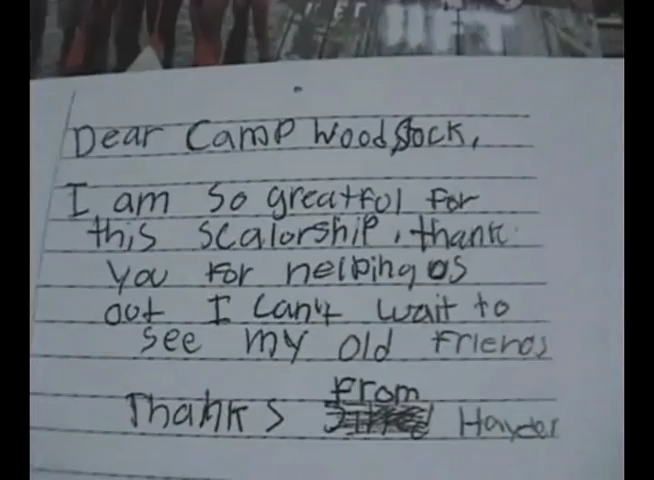 Dear Camp Woodstock,
I am so greatful for
this scalorship, thank
you for helping us
out I can't wait to
see my old friends
from
Thanks Hayder